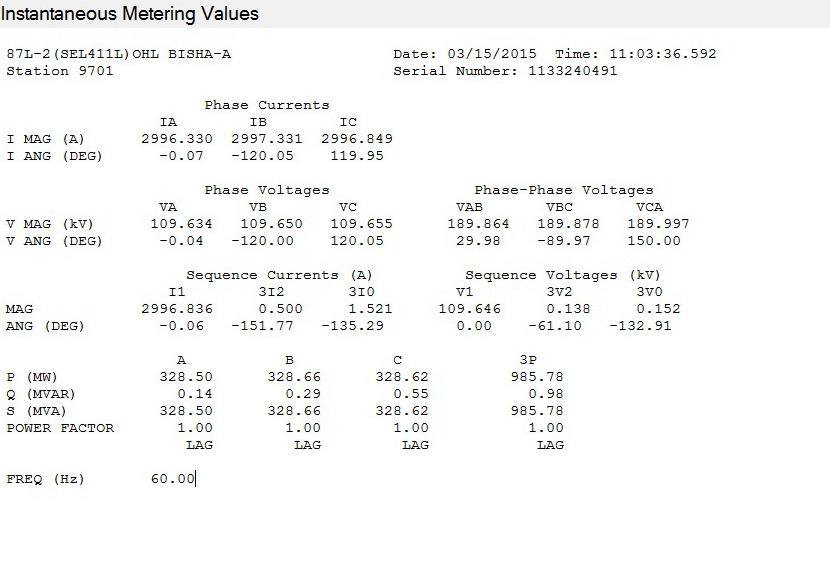 Instantaneous Metering Values
87L-2(SEL411L)OHL BISHA-A Date: 03/15/2015 Time: 11:03:36.592
Station 9701 Serial Number: 1133240491
Phase Currents
IA IB IC
I MAG (A) 2996.330 2997.331 2996.849
I ANG (DEG) -0.07 -120.05 119.95
Phase Voltages Phase-Phase Voltages
VA VB VC VAB VBC VCA
V MAG (kV) 109.634 109.650 109.655 189.864 189.878 189.997
V ANG (DEG) -0.04 -120.00 120.05 29.98 -89.97 150.00
Sequence Currents (A) Sequence Voltages (kV)
I1 3I2 3I0 V1 3V2 3V0
MAG 2996.836 0.500 1.521 109.646 0.138 0.152
ANG (DEG) -0.06 -151.77 -135.29 0.00 -61.10 -132.91
A B C 3P
P (MW) 328.50 328.66 328.62 985.78
Q (MVAR) 0.14 0.29 0.55 0.98
S (MVA) 328.50 328.66 328.62 985.78
POWER FACTOR 1.00 1.00 1.00 1.00
LAG LAG LAG LAG
FREQ (Hz) 60.00